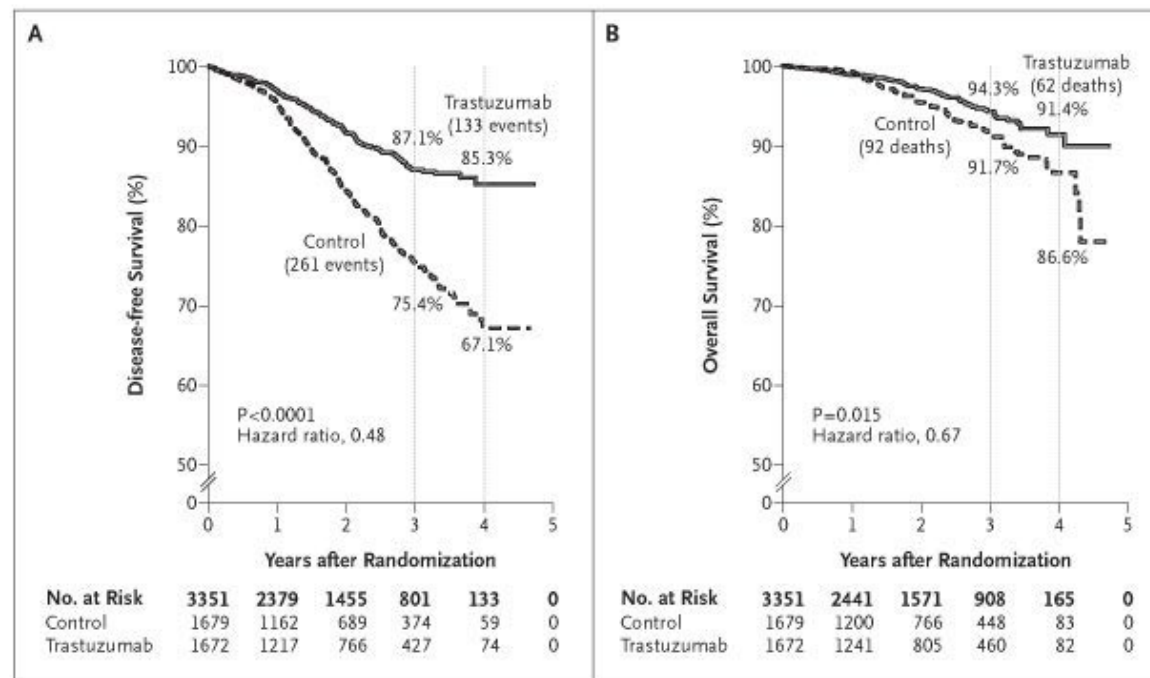 A
100
90
80
70
60
50
0
Disease-free Survival (%)
Trastuzumab
(133 events)
87.1%
85.3%
Control
(261 events)
75.4%
67.1%
P<0.0001
Hazard ratio, 0.48
0 1 2 3 4 5
Years after Randomization
No. at Risk 3351 2379 1455 801 133 0
Control 1679 1162 689 374 59 0
Trastuzumab 1672 1217 766 427 74 0
B
100
90
80
70
60
50
0
Overall Survival (%)
Trastuzumab
(62 deaths)
94.3%
91.4%
Control
(92 deaths)
91.7%
86.6%
P=0.015
Hazard ratio, 0.67
0 1 2 3 4 5
Years after Randomization
No. at Risk 3351 2441 1571 908 165 0
Control 1679 1200 766 448 83 0
Trastuzumab 1672 1241 805 460 82 0